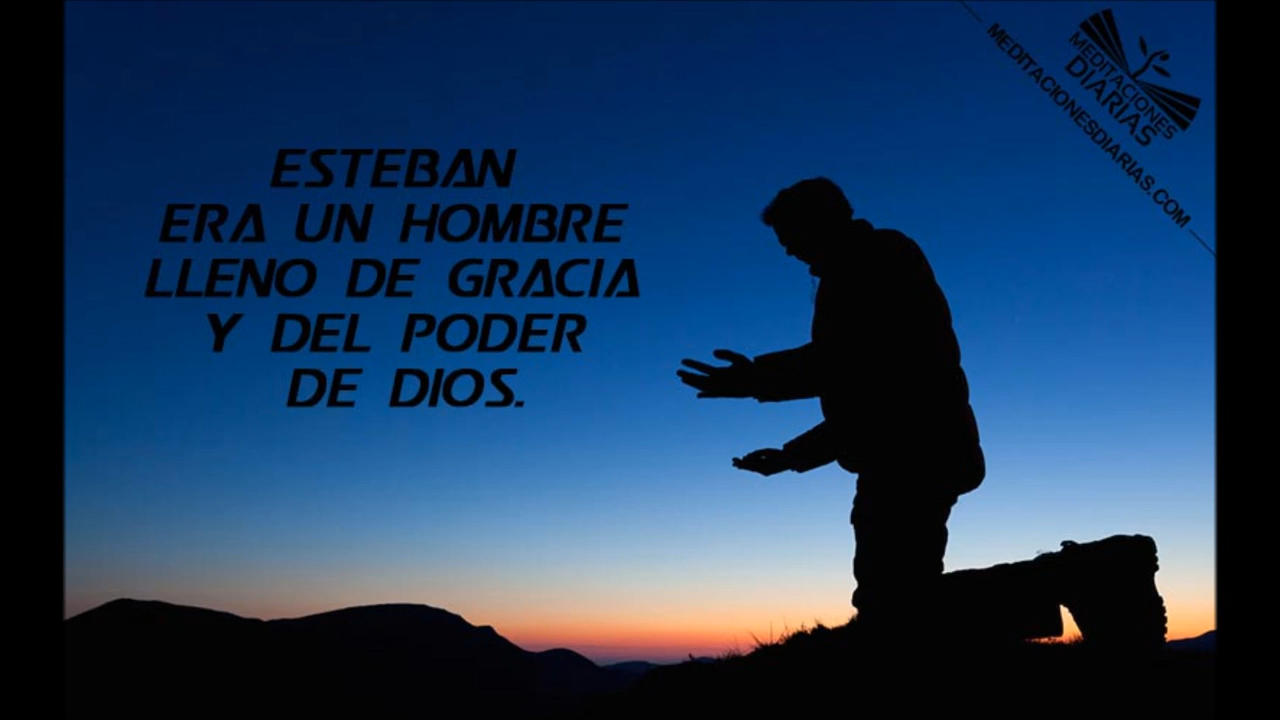 ESTEBAN
ERA UN HOMBRE
LLENO DE GRACIA
Y DEL PODER
DE DIOS.
MEDITACIONES
DIARIAS
MEDITACIONESDIARIAS.COM